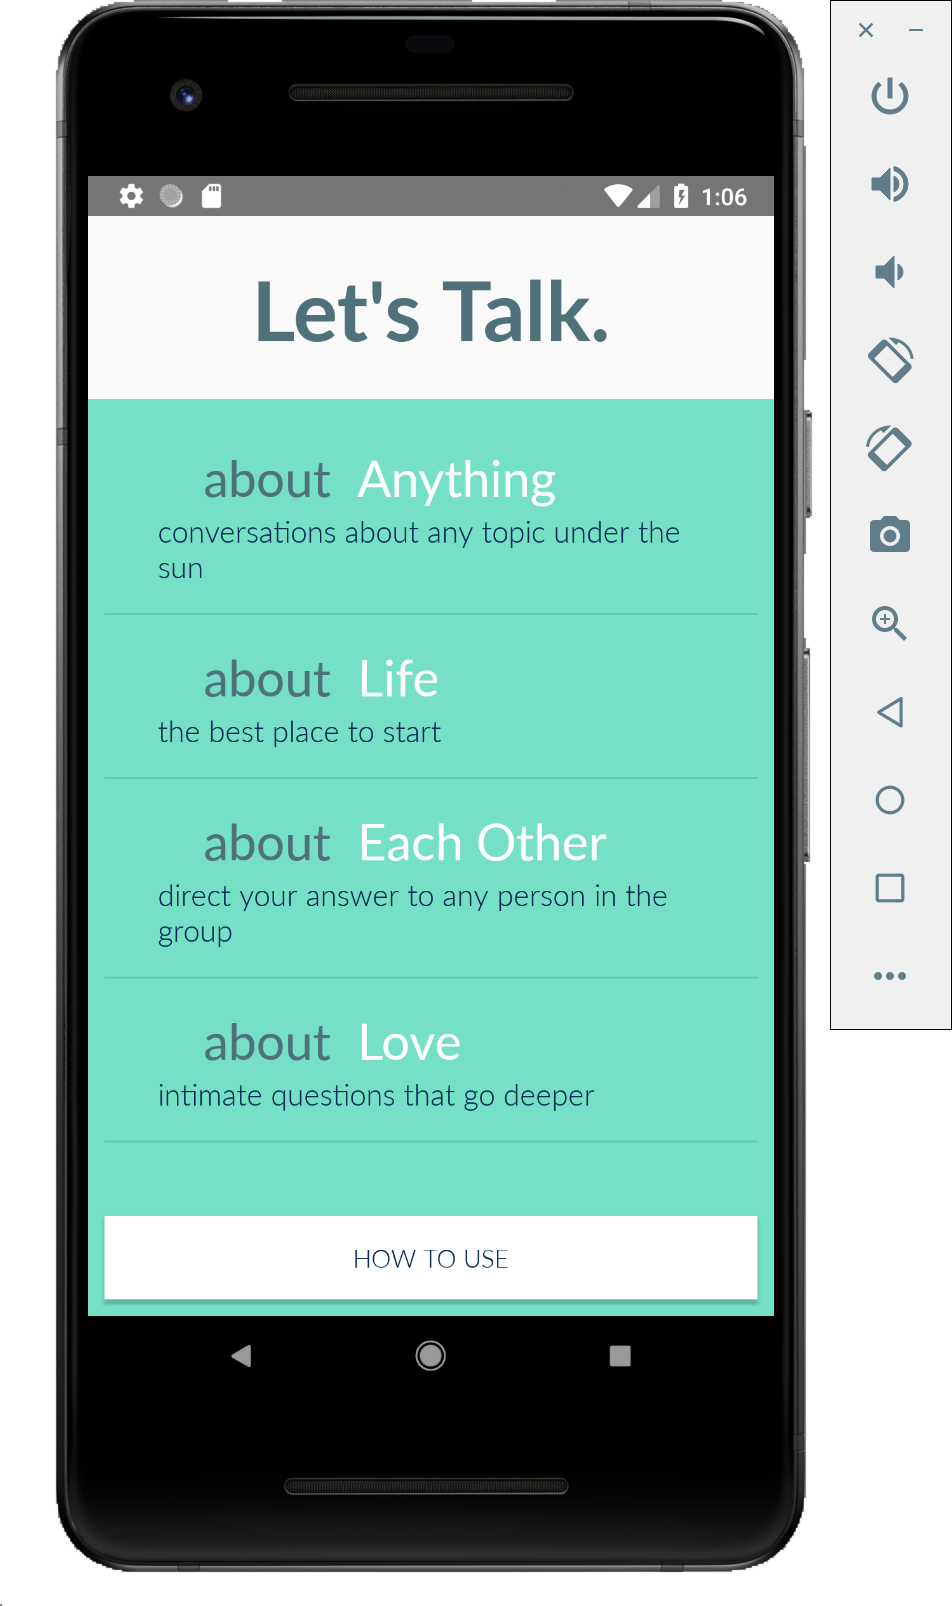 1:06
Let's Talk.
about Anything
conversations about any topic under the
sun
about Life
the best place to start
about Each Other
direct your answer to any person in the
group
about Love
intimate questions that go deeper
HOW TO USE